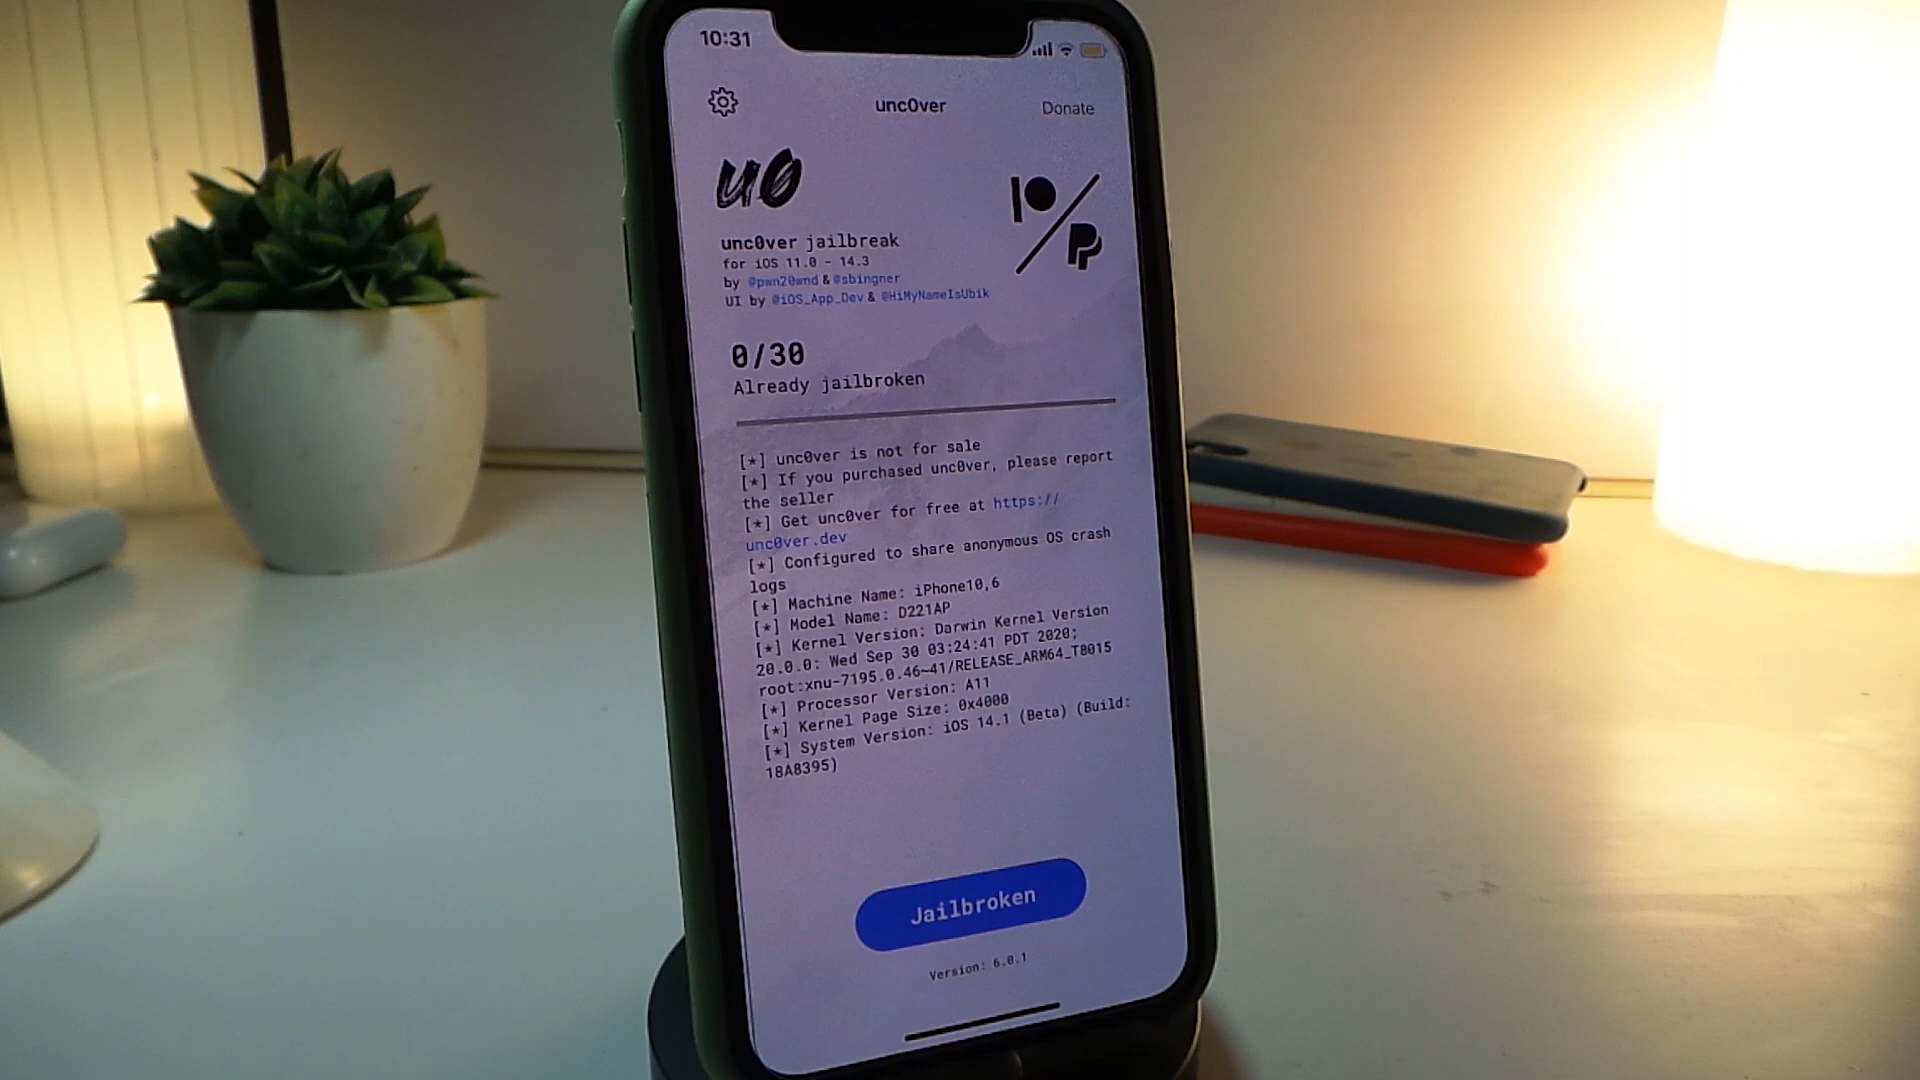 10:31
unc0ver
Donate
u0
unc0ver jailbreak
for iOS 11.0 - 14.3
by @pwn20wnd & @sbingner
UI by @iOS_App_Dev & @HiMyNameIsUbik
0/30
Already jailbroken
[*] unc0ver is not for sale
[*] If you purchased unc0ver, please report
the seller
[*] Get unc0ver for free at https://
unc0ver.dev
[*] Configured to share anonymous OS crash
logs
[*] Machine Name: iPhone10,6
[*] Model Name: D221AP
[*] Kernel Version: Darwin Kernel Version
20.0.0: Wed Sep 30 03:24:41 PDT 2020;
root:xnu-7195.0.46~41/RELEASE_ARM64_T8015
[*] Processor Version: A11
[*] Kernel Page Size: 0x4000
[*] System Version: iOS 14.1 (Beta) (Build:
18A8395)
Jailbroken
Version: 6.0.1